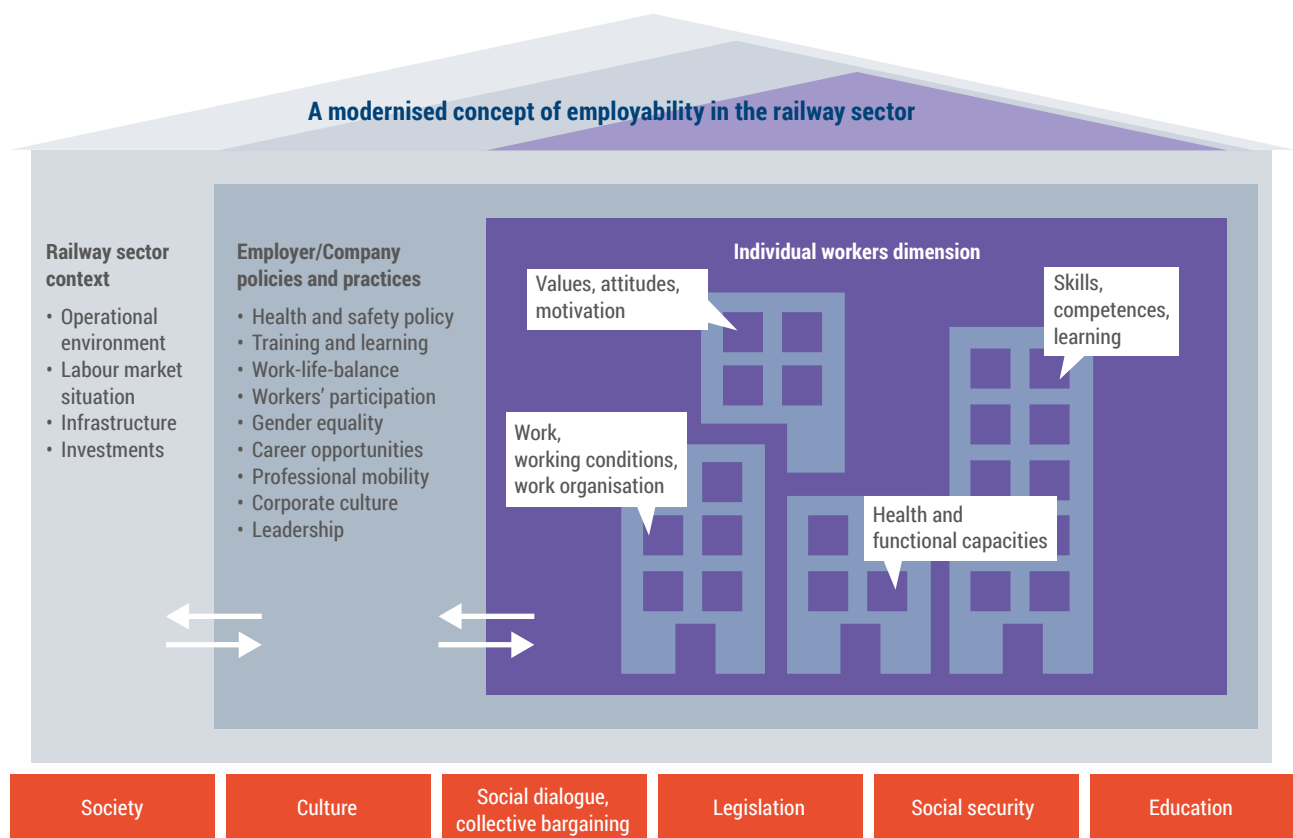 A modernised concept of employability in the railway sector
Railway sector
context
• Operational
environment
• Labour market
situation
• Infrastructure
• Investments
Employer/Company
policies and practices
• Health and safety policy
• Training and learning
• Work-life-balance
• Workers’ participation
• Gender equality
• Career opportunities
• Professional mobility
• Corporate culture
• Leadership
Individual workers dimension
Values, attitudes,
motivation
Skills,
competences,
learning
Work,
working conditions,
work organisation
Health and
functional capacities
Society
Culture
Social dialogue,
collective bargaining
Legislation
Social security
Education